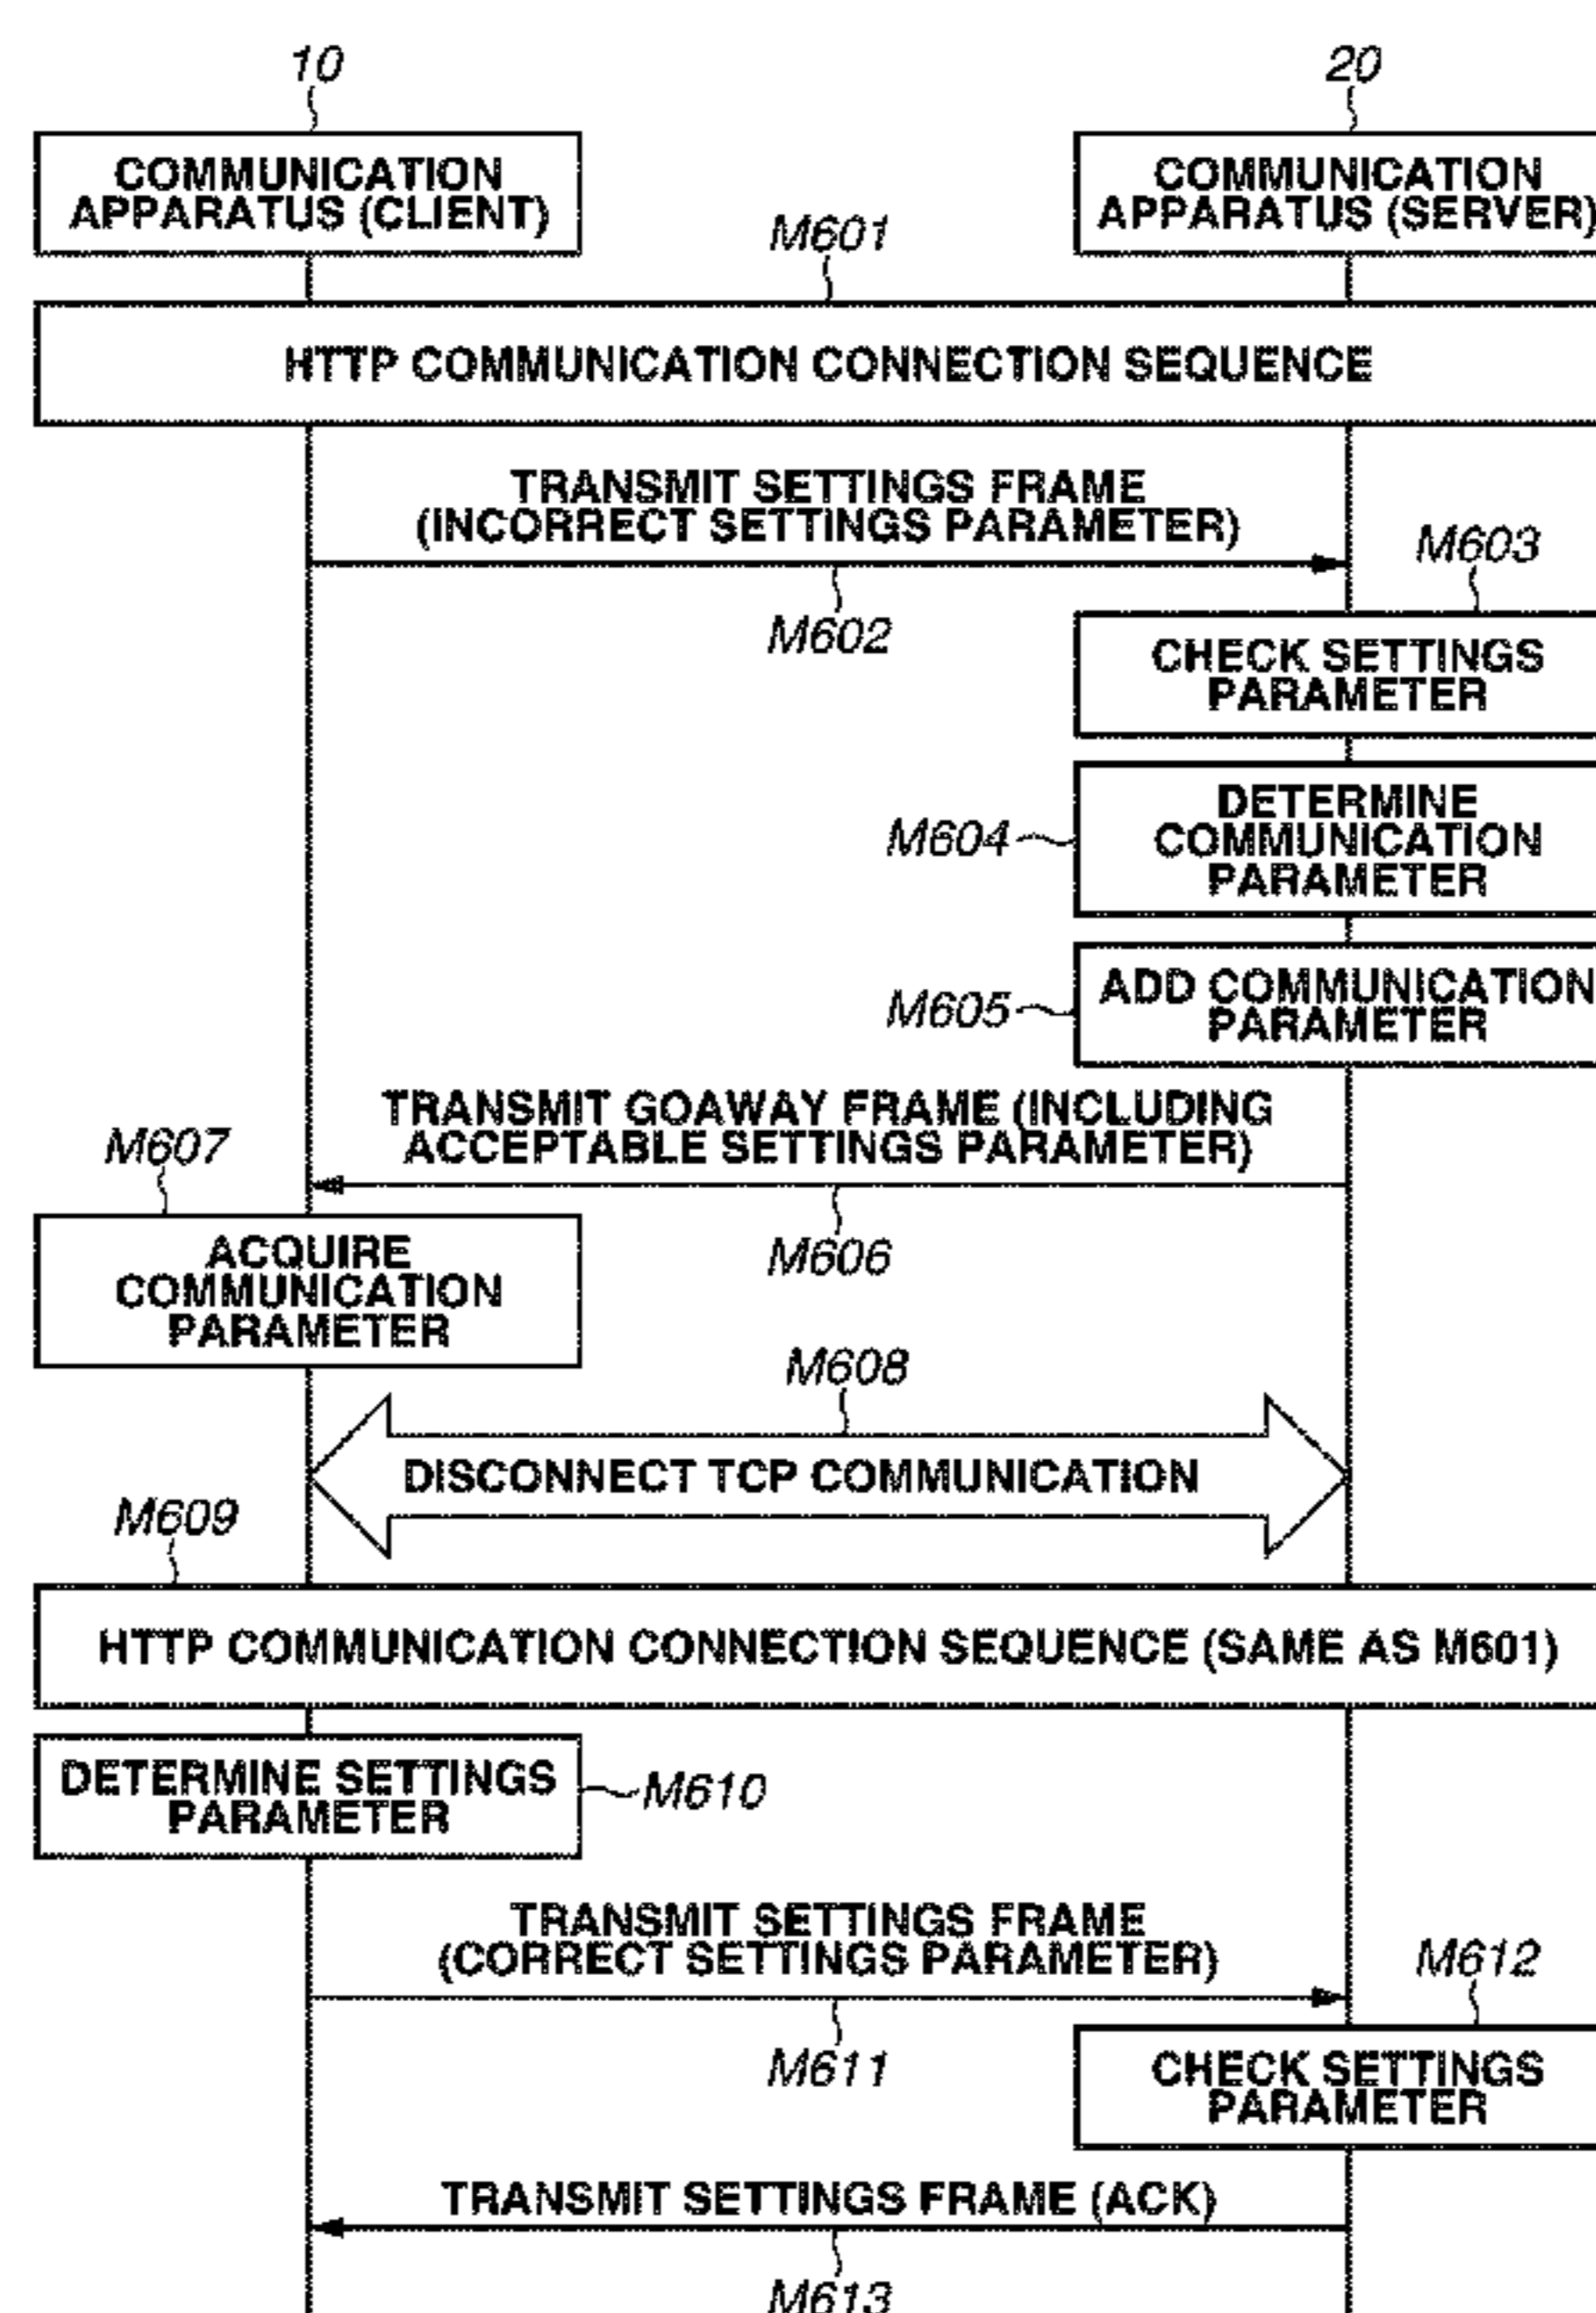 10
20
COMMUNICATION
APPARATUS (CLIENT)
COMMUNICATION
APPARATUS (SERVER)
M601
HTTP COMMUNICATION CONNECTION SEQUENCE
TRANSMIT SETTINGS FRAME
(INCORRECT SETTINGS PARAMETER)
M602
M603
CHECK SETTINGS
PARAMETER
M604
DETERMINE
COMMUNICATION
PARAMETER
M605
ADD COMMUNICATION
PARAMETER
TRANSMIT GOAWAY FRAME (INCLUDING
ACCEPTABLE SETTINGS PARAMETER)
M606
M607
ACQUIRE
COMMUNICATION
PARAMETER
M608
DISCONNECT TCP COMMUNICATION
M609
HTTP COMMUNICATION CONNECTION SEQUENCE (SAME AS M601)
DETERMINE SETTINGS
PARAMETER
M610
TRANSMIT SETTINGS FRAME
(CORRECT SETTINGS PARAMETER)
M611
M612
CHECK SETTINGS
PARAMETER
TRANSMIT SETTINGS FRAME (ACK)
M613